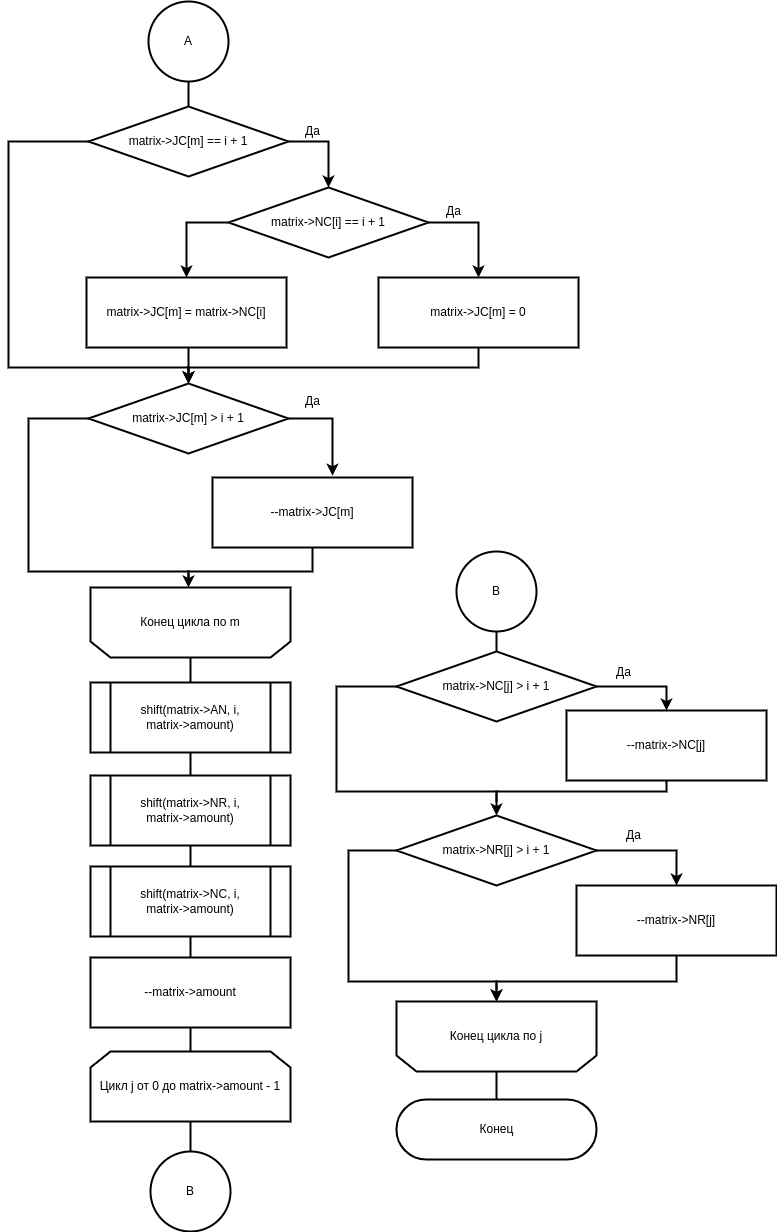 A
matrix->JC[m] == i + 1
Да
matrix->NC[i] == i + 1
Да
matrix->JC[m] = matrix->NC[i]
matrix->JC[m] = 0
matrix->JC[m] > i + 1
Да
--matrix->JC[m]
Конец цикла по m
shift(matrix->AN, i,
matrix->amount)
shift(matrix->NR, i,
matrix->amount)
shift(matrix->NC, i,
matrix->amount)
--matrix->amount
Цикл j от 0 до matrix->amount - 1
B
B
matrix->NC[j] > i + 1
Да
--matrix->NC[j]
matrix->NR[j] > i + 1
Да
--matrix->NR[j]
Конец цикла по j
Конец